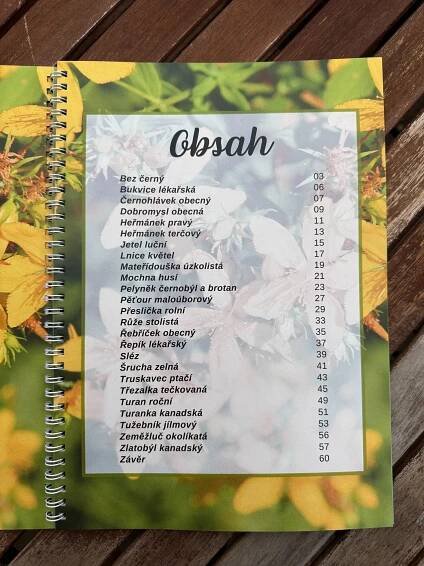 Obsah
Bez černý 03
Bukvice lékařská 06
Černohlávek obecný 07
Dobromysl obecná 09
Heřmánek pravý 11
Heřmánek terčový 13
Jetel luční 15
Lnice květel 17
Mateřídouška úzkolistá 19
Mochna husí 21
Pelyněk černobýl a brotan 23
Pěťour maloúborový 27
Přeslička rolní 29
Růže stolistá 33
Řebříček obecný 35
Řepík lékařský 37
Sléz 39
Šrucha zelná 41
Truskavec ptačí 43
Třezalka tečkovaná 45
Turan roční 49
Turanka kanadská 51
Tužebník jílmový 53
Zeměžluč okolíkatá 56
Zlatobýl kanadský 57
Závěr 60